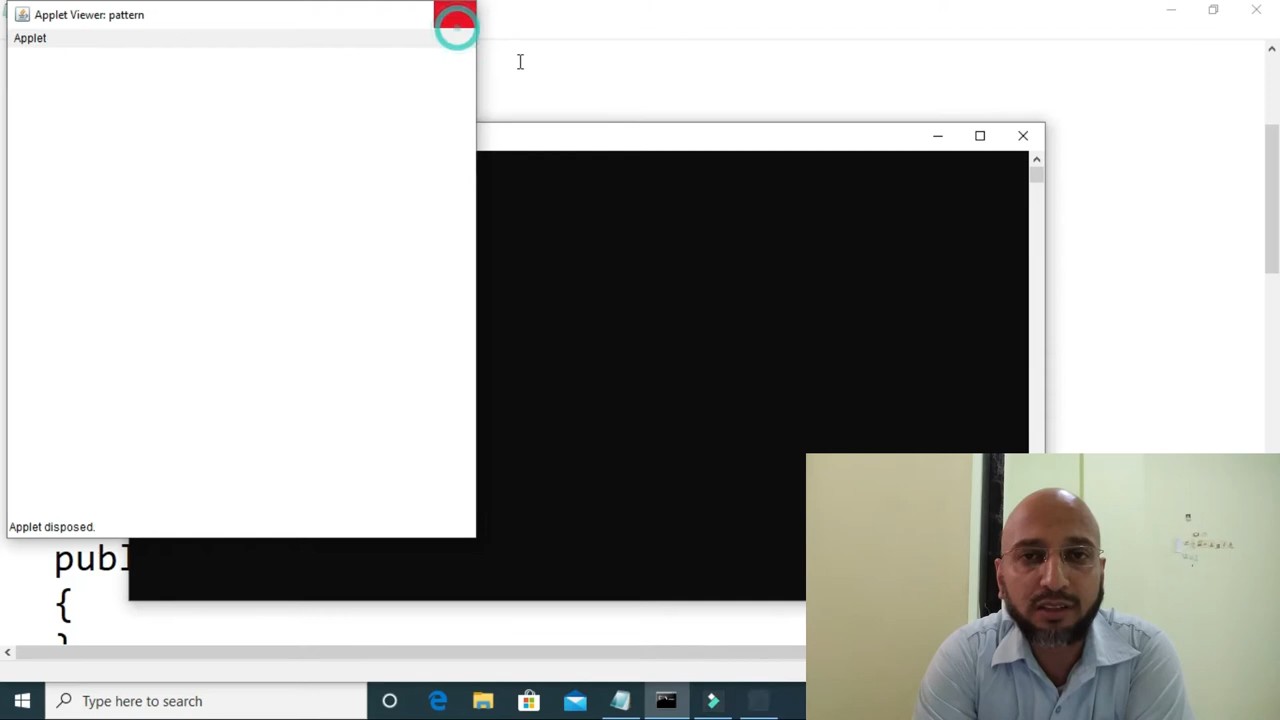 Applet Viewer: pattern
Applet
Applet disposed.
publ
{
Type here to search